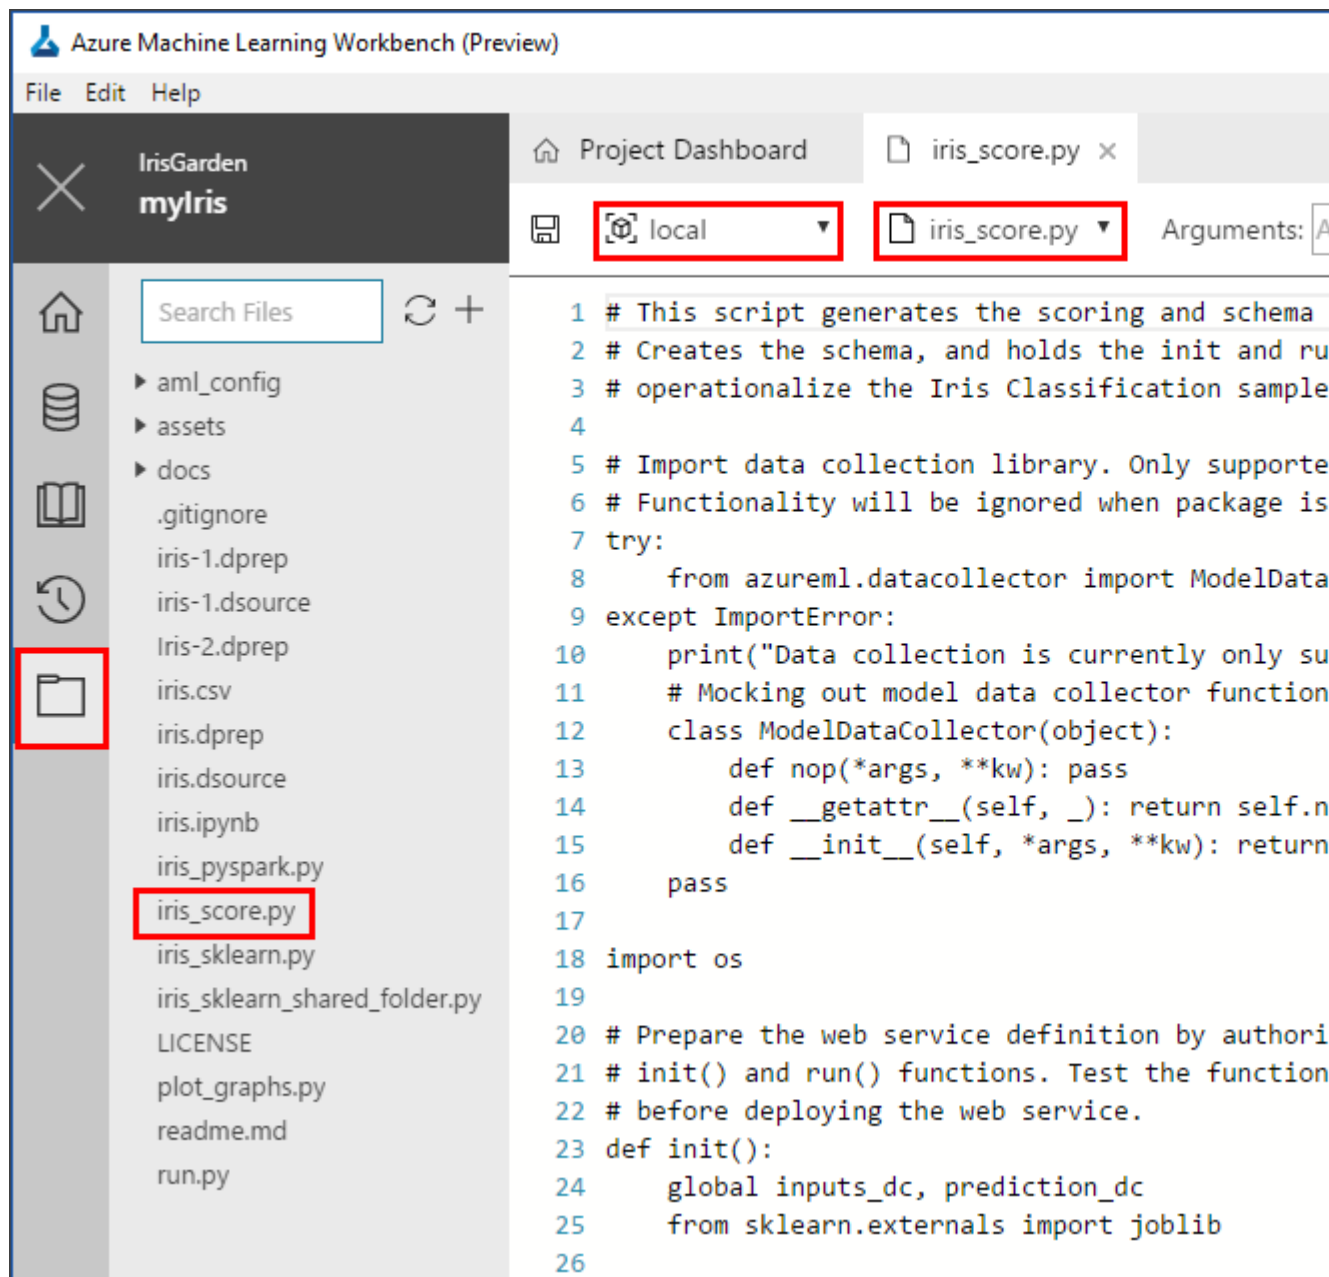 Azure Machine Learning Workbench (Preview)
File Edit Help
IrisGarden
myIris
Project Dashboard
iris_score.py
local
iris_score.py
Arguments:
Search Files
aml_config
assets
docs
.gitignore
iris-1.dprep
iris-1.dsource
Iris-2.dprep
iris.csv
iris.dprep
iris.dsource
iris.ipynb
iris_pyspark.py
iris_score.py
iris_sklearn.py
iris_sklearn_shared_folder.py
LICENSE
plot_graphs.py
readme.md
run.py
1 # This script generates the scoring and schema
2 # Creates the schema, and holds the init and ru
3 # operationalize the Iris Classification sample
4
5 # Import data collection library. Only supporte
6 # Functionality will be ignored when package is
7 try:
8     from azureml.datacollector import ModelData
9 except ImportError:
10     print("Data collection is currently only su
11     # Mocking out model data collector function
12     class ModelDataCollector(object):
13         def nop(*args, **kw): pass
14         def __getattr__(self, _): return self.n
15         def __init__(self, *args, **kw): return
16     pass
17
18 import os
19
20 # Prepare the web service definition by authori
21 # init() and run() functions. Test the function
22 # before deploying the web service.
23 def init():
24     global inputs_dc, prediction_dc
25     from sklearn.externals import joblib
26